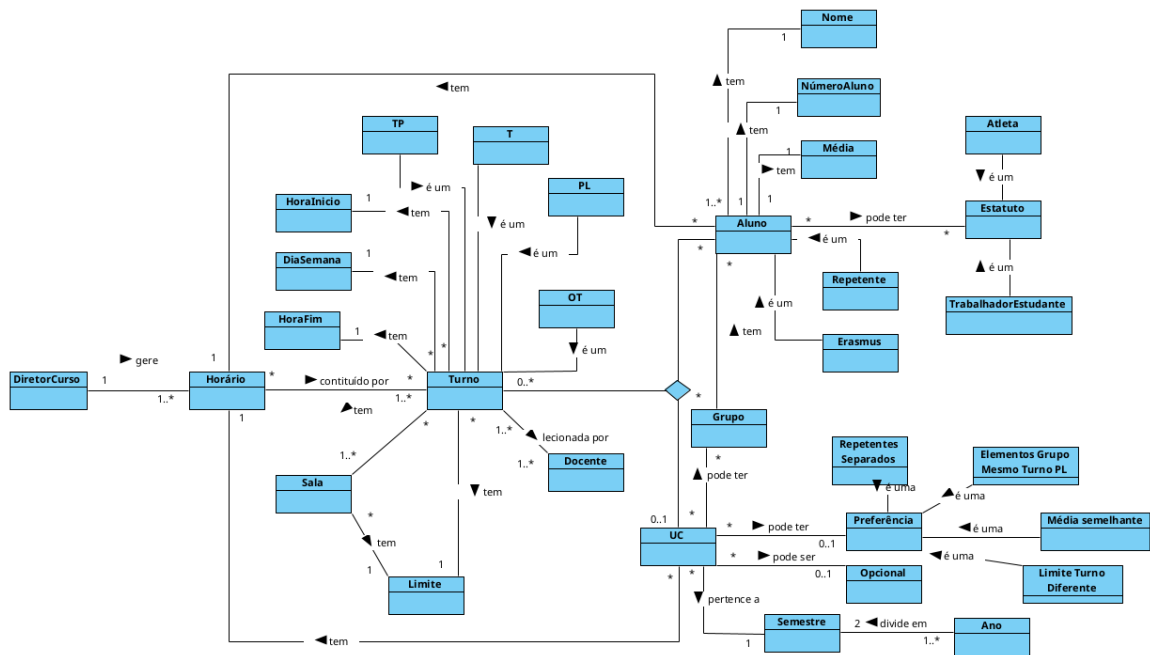 Nome
1
tem
tem
NúmeroAluno
1
tem
TP
T
Atleta
Média
1
tem
é um
é um
PL
HoraInicio
1
tem
1..*
1
1
Estatuto
Aluno
*
*
pode ter
*
é um
é um
é um
DiaSemana
1
tem
*
*
é um
Repetente
TrabalhadorEstudante
OT
é um
HoraFim
1
tem
*
*
tem
Erasmus
é um
gere
1
DiretorCurso
1
1..*
Horário
*
contituído por
*
1..*
Turno
0..*
1
tem
*
*
1..*
lecionada por
*
Grupo
*
Repetentes
Separados
Elementos Grupo
Mesmo Turno PL
1..*
1..*
Docente
Sala
tem
pode ter
é uma
é uma
*
tem
0..1
*
UC
*
pode ter
0..1
Preferência
é uma
Média semelhante
1
1
Limite
*
*
*
pode ser
0..1
Opcional
é uma
Limite Turno
Diferente
pertence a
tem
1
Semestre
2
divide em
1..*
Ano